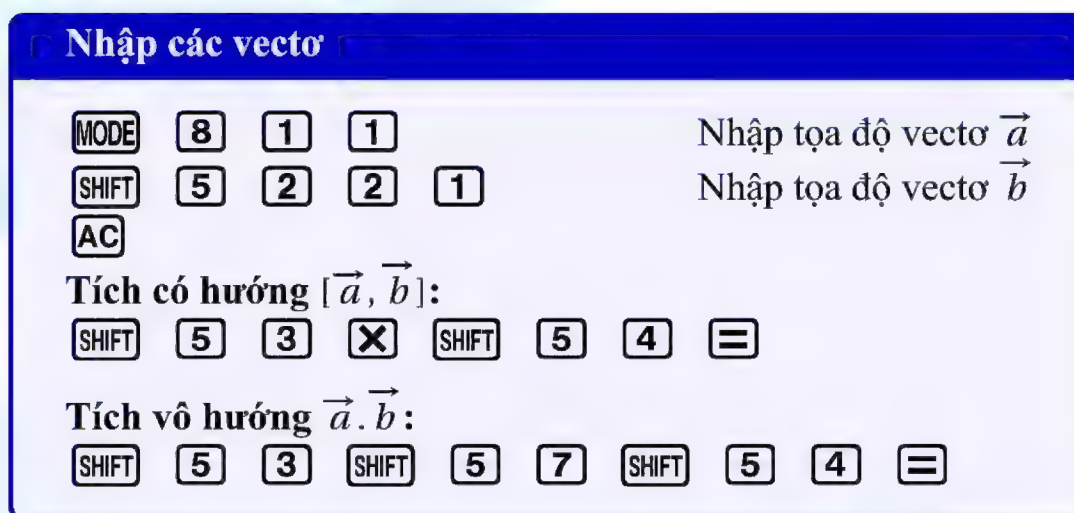 Nhập các vectơ
MODE 8 1 1 Nhập tọa độ vectơ a⃗
SHIFT 5 2 2 1 Nhập tọa độ vectơ b⃗
AC
Tích có hướng [a⃗, b⃗]:
SHIFT 5 3 X SHIFT 5 4 =
Tích vô hướng a⃗.b⃗:
SHIFT 5 3 SHIFT 5 7 SHIFT 5 4 =